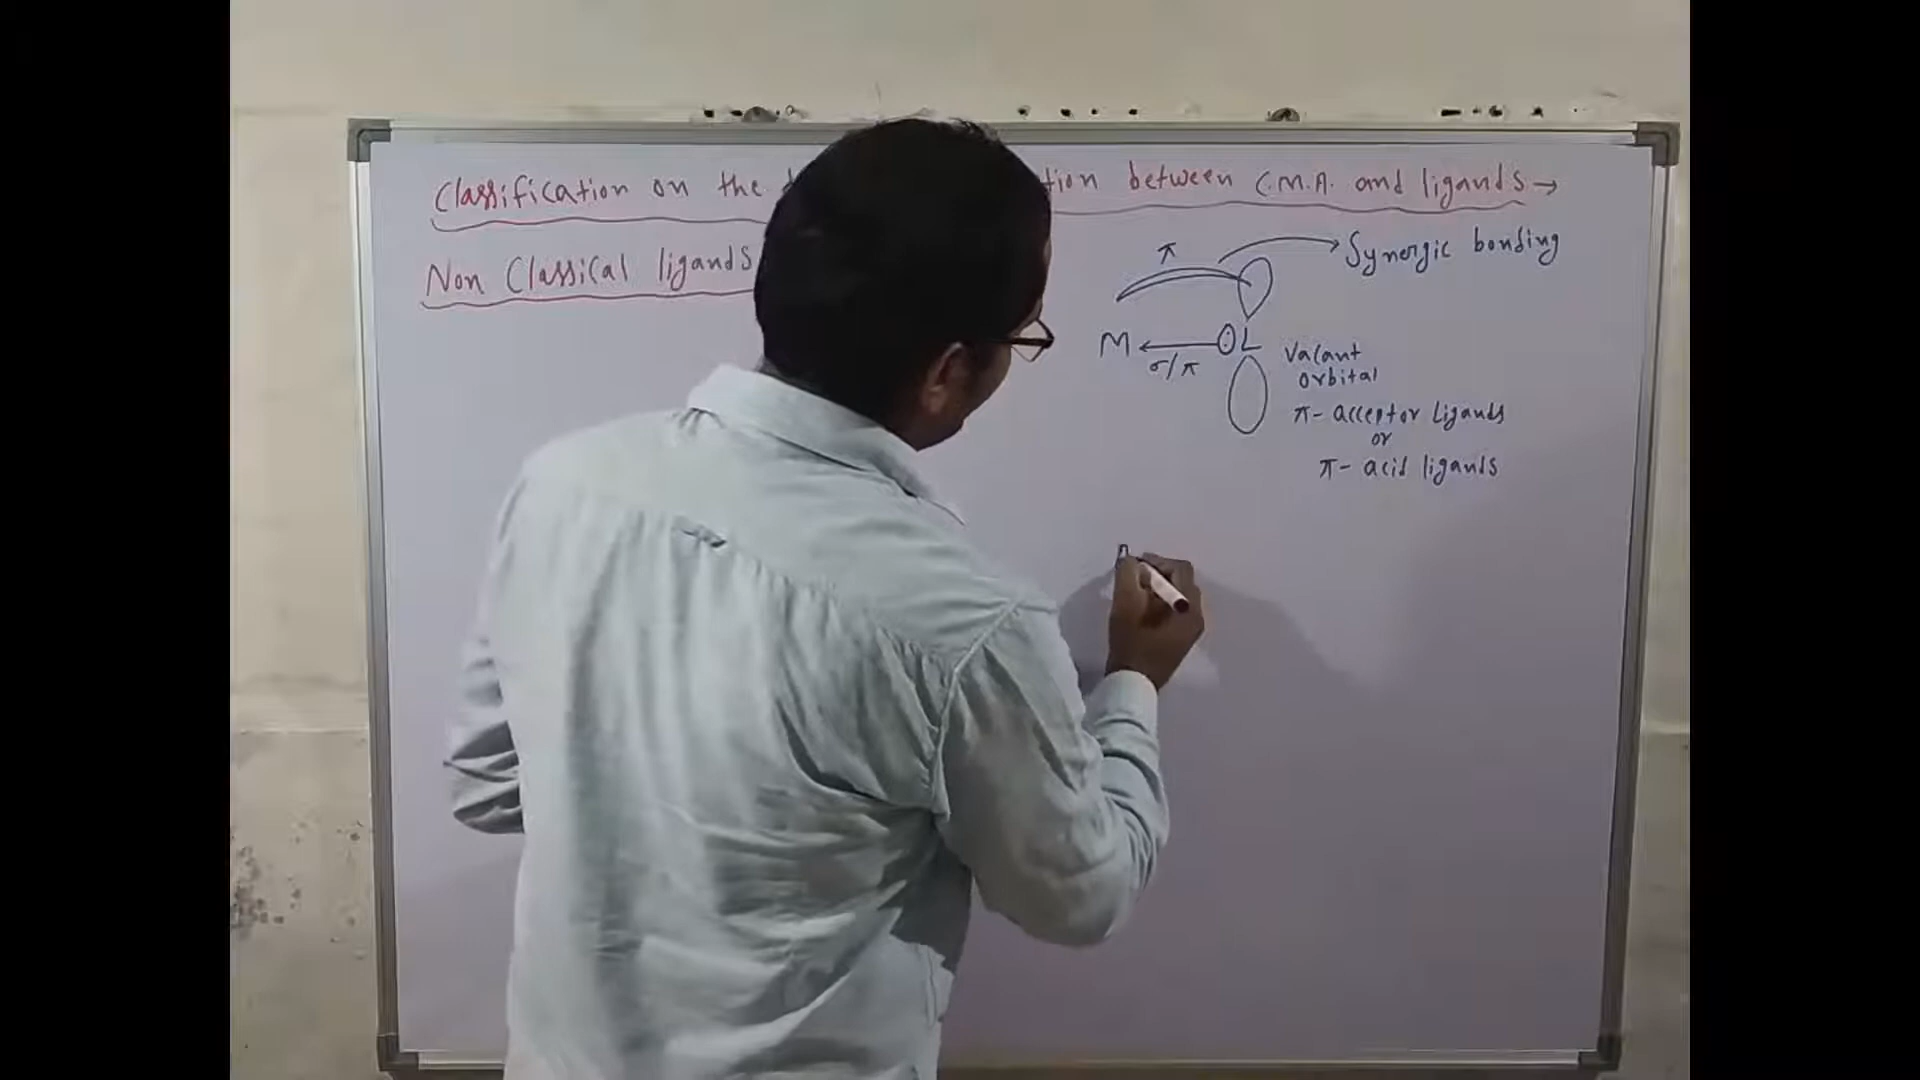 Classification on the tion between C.M.A. and ligands →
Non Classical ligands
π → Synergic bonding
M ← : L
σ/π
Vacant
orbital
π- acceptor ligands
or
π- acid ligands